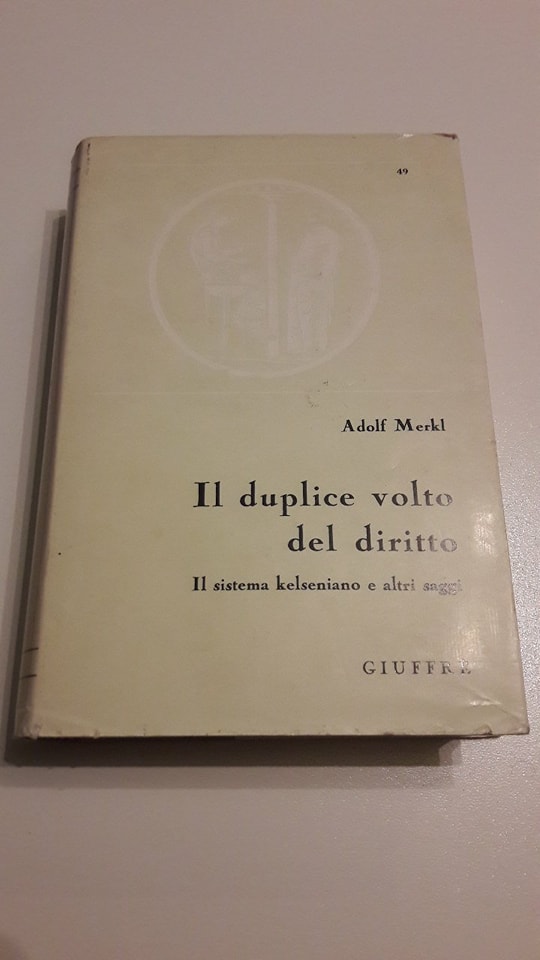 49
Adolf Merkl
Il duplice volto
del diritto
Il sistema kelseniano e altri saggi
GIUFFRÈ